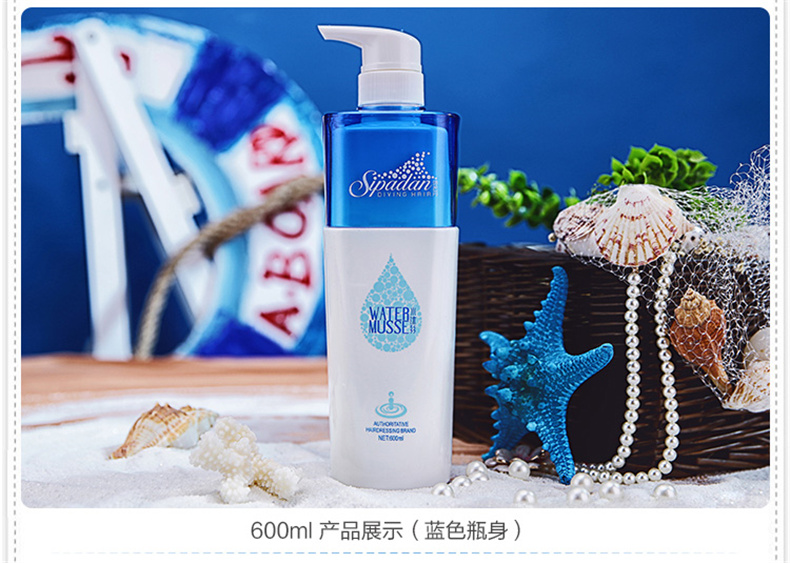 ABOAR
Sipadan
DIVING HAIR
WATER
MUSSE
AUTHORITATIVE
HAIRDRESSING BRAND
NET:600ml
600ml 产品展示（蓝色瓶身）